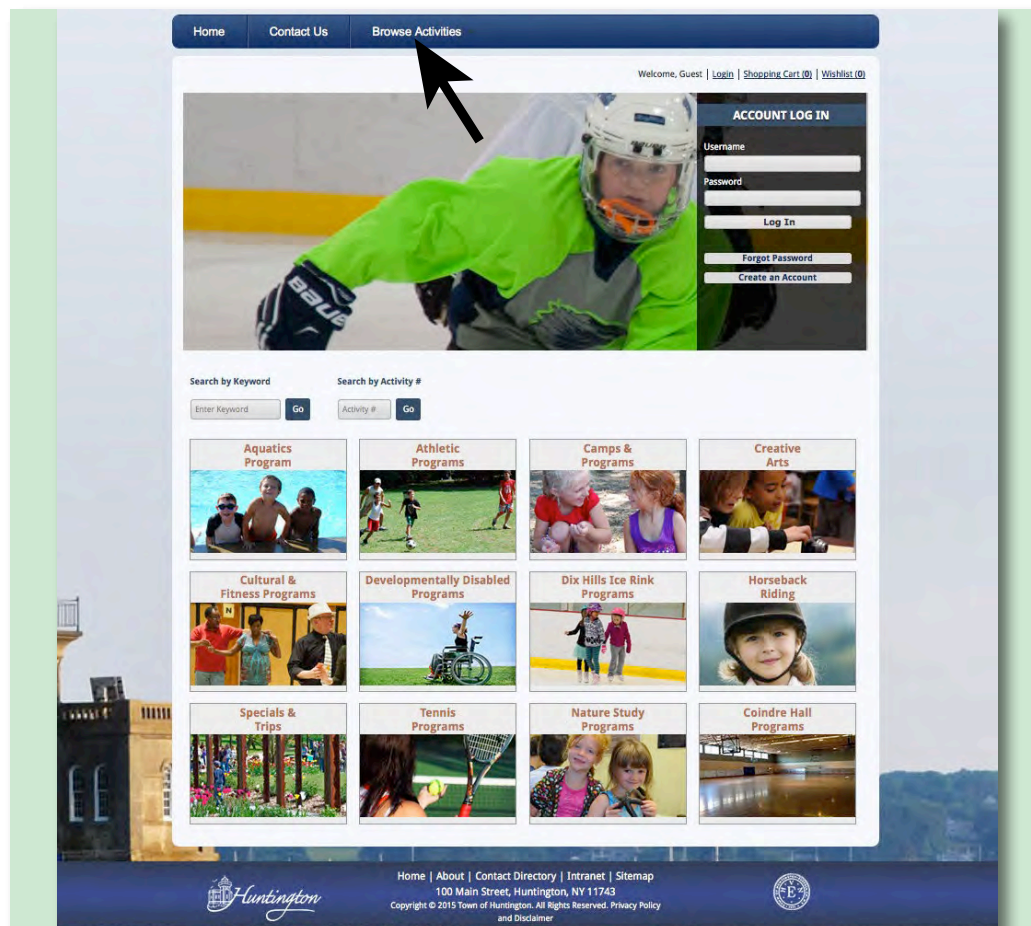 Home Contact Us Browse Activities
Welcome, Guest | Login | Shopping Cart (0) | Wishlist (0)
ACCOUNT LOG IN
Username
Password
Log In
Forgot Password
Create an Account
BAUER
Search by Keyword Search by Activity #
Enter Keyword Go Activity # Go
Aquatics
Program
Athletic
Programs
Camps &
Programs
Creative
Arts
Cultural &
Fitness Programs
N
Developmentally Disabled
Programs
Dix Hills Ice Rink
Programs
Horseback
Riding
Specials &
Trips
Tennis
Programs
Nature Study
Programs
Coindre Hall
Programs
Huntington
Home | About | Contact Directory | Intranet | Sitemap
100 Main Street, Huntington, NY 11743
Copyright © 2015 Town of Huntington. All Rights Reserved. Privacy Policy
and Disclaimer